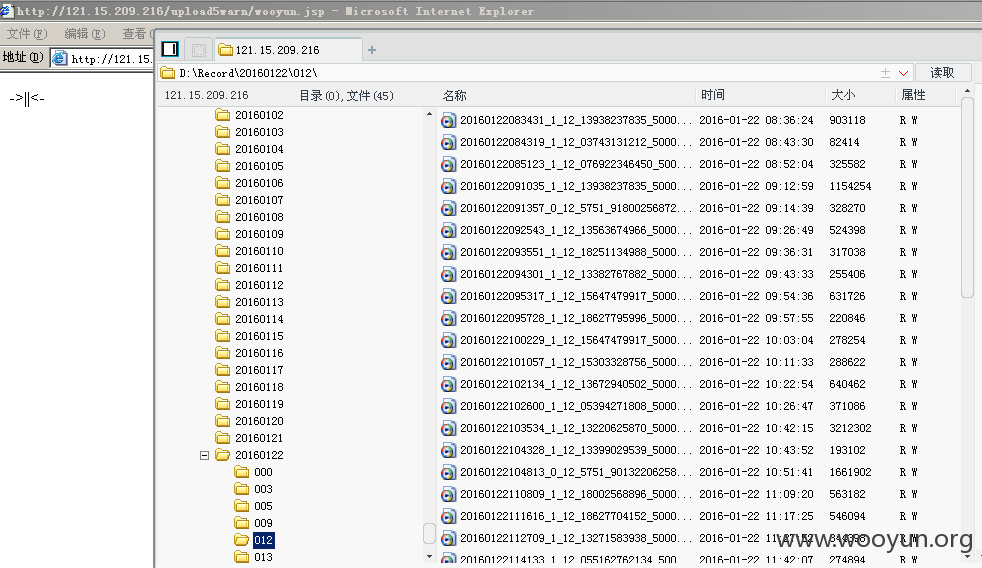 http://121.15.209.216/upload5warn/wooyun.jsp - Microsoft Internet Explorer
文件(F) 编辑(E) 查看(
地址(D) http://121.15.
->||<-
121.15.209.216
D:\Record\20160122\012\ 读取
121.15.209.216 目录(0),文件(45) 名称 时间 大小 属性
20160102
20160103
20160104
20160105
20160106
20160107
20160108
20160109
20160110
20160111
20160112
20160113
20160114
20160115
20160116
20160117
20160118
20160119
20160120
20160121
20160122
000
003
005
009
012
013
20160122083431_1_12_13938237835_5000... 2016-01-22 08:36:24 903118 R W
20160122084319_1_12_03743131212_5000... 2016-01-22 08:43:30 82414 R W
20160122085123_1_12_076922346450_500... 2016-01-22 08:52:04 325582 R W
20160122091035_1_12_13938237835_5000... 2016-01-22 09:12:59 1154254 R W
20160122091357_0_12_5751_91800256872... 2016-01-22 09:14:39 328270 R W
20160122092543_1_12_13563674966_5000... 2016-01-22 09:26:49 524398 R W
20160122093551_1_12_18251134988_5000... 2016-01-22 09:36:31 317038 R W
20160122094301_1_12_13382767882_5000... 2016-01-22 09:43:33 255406 R W
20160122095317_1_12_15647479917_5000... 2016-01-22 09:54:36 631726 R W
20160122095728_1_12_18627795996_5000... 2016-01-22 09:57:55 220846 R W
20160122100229_1_12_15647479917_5000... 2016-01-22 10:03:04 278254 R W
20160122101057_1_12_15303328756_5000... 2016-01-22 10:11:33 288622 R W
20160122102134_1_12_13672940502_5000... 2016-01-22 10:22:54 640462 R W
20160122102600_1_12_05394271808_5000... 2016-01-22 10:26:47 371086 R W
20160122103534_1_12_13220625870_5000... 2016-01-22 10:42:15 3212302 R W
20160122104328_1_12_13399029539_5000... 2016-01-22 10:43:52 193102 R W
20160122104813_0_12_5751_90132206258... 2016-01-22 10:51:41 1661902 R W
20160122110809_1_12_18002568896_5000... 2016-01-22 11:09:20 563182 R W
20160122111616_1_12_18627704152_5000... 2016-01-22 11:17:25 546094 R W
20160122112709_1_12_13271583938_5000... 2016-01-22 R W
20160122114133_1_12_055162762134_500... 2016-01-22 11:42:07 274894 R W
www.wooyun.org